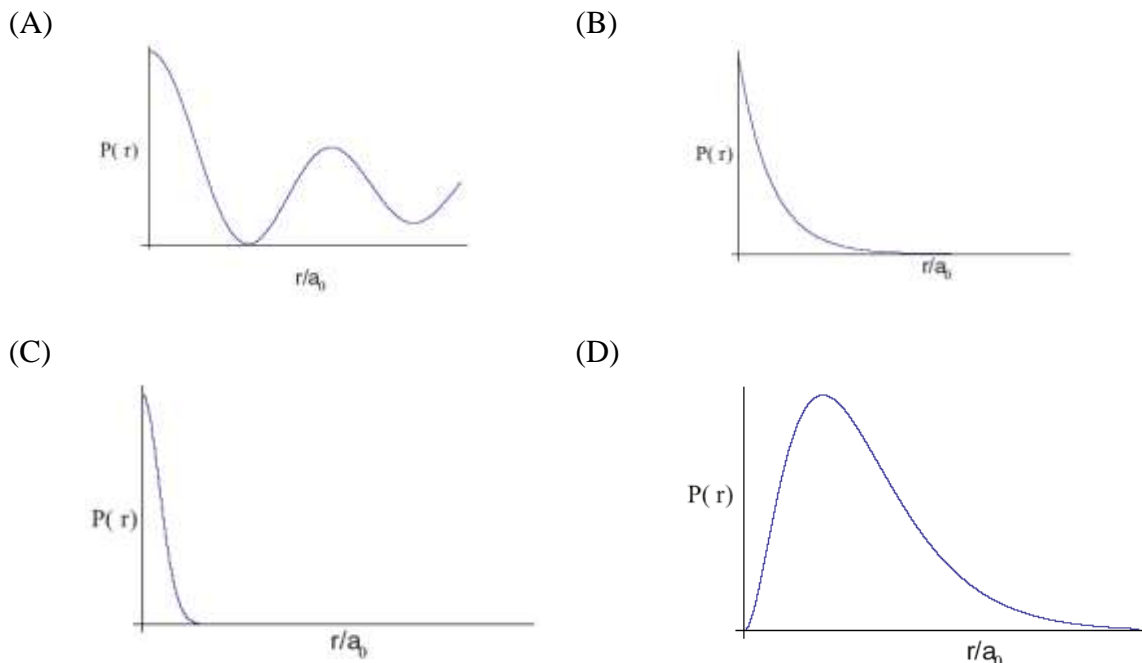 (A)
(B)
P( r)
r/a₀
P( r)
r/a₀
(C)
(D)
P( r)
r/a₀
P( r)
r/a₀